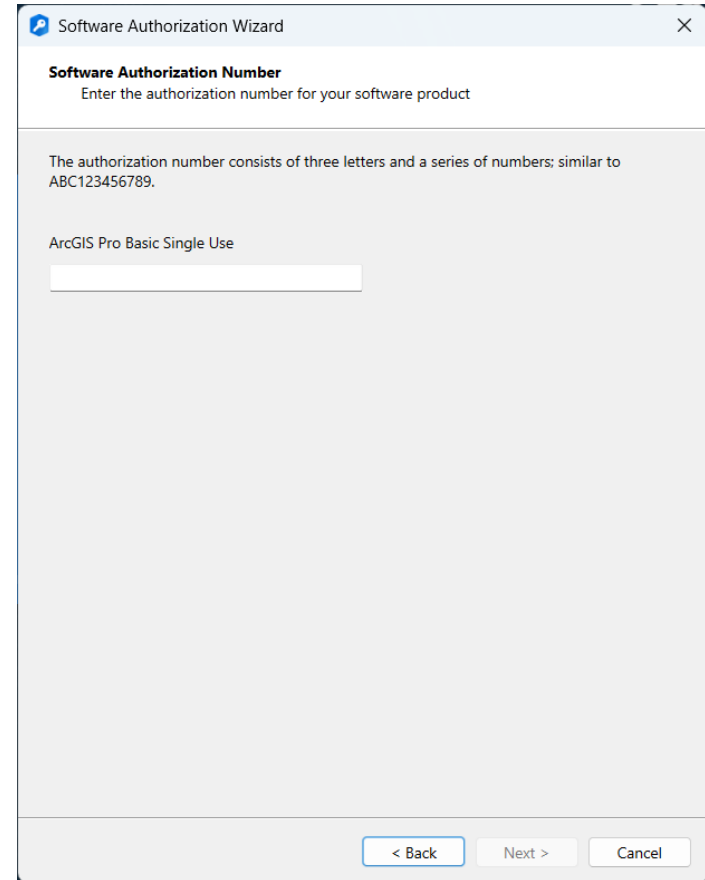 Software Authorization Wizard
Software Authorization Number
Enter the authorization number for your software product
The authorization number consists of three letters and a series of numbers; similar to
ABC123456789.
ArcGIS Pro Basic Single Use
< Back Next > Cancel